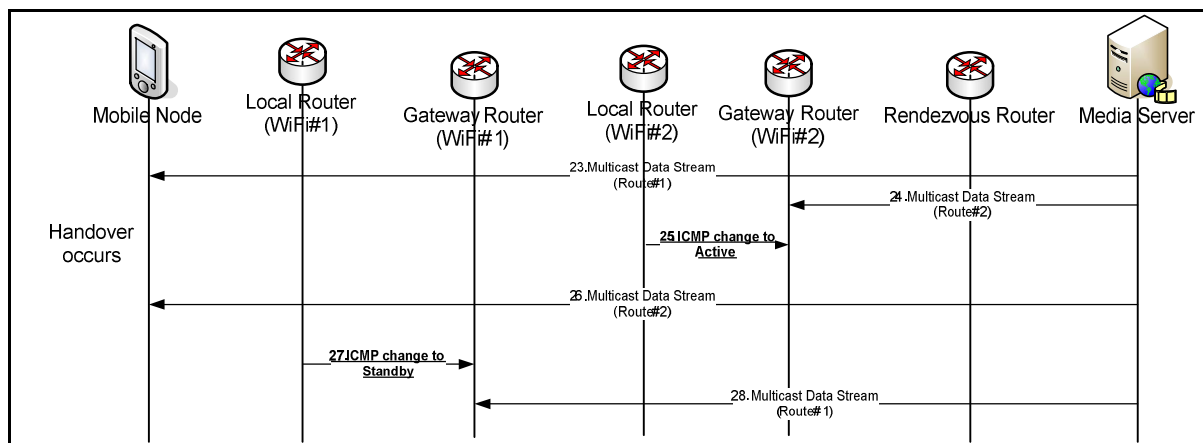 Mobile Node
Local Router
(WiFi#1)
Gateway Router
(WiFi#1)
Local Router
(WiFi#2)
Gateway Router
(WiFi#2)
Rendezvous Router
Media Server
23.Multicast Data Stream
(Route#1)
24.Multicast Data Stream
(Route#2)
Handover
occurs
25.ICMP change to
Active
26.Multicast Data Stream
(Route#2)
27.ICMP change to
Standby
28.Multicast Data Stream
(Route#1)